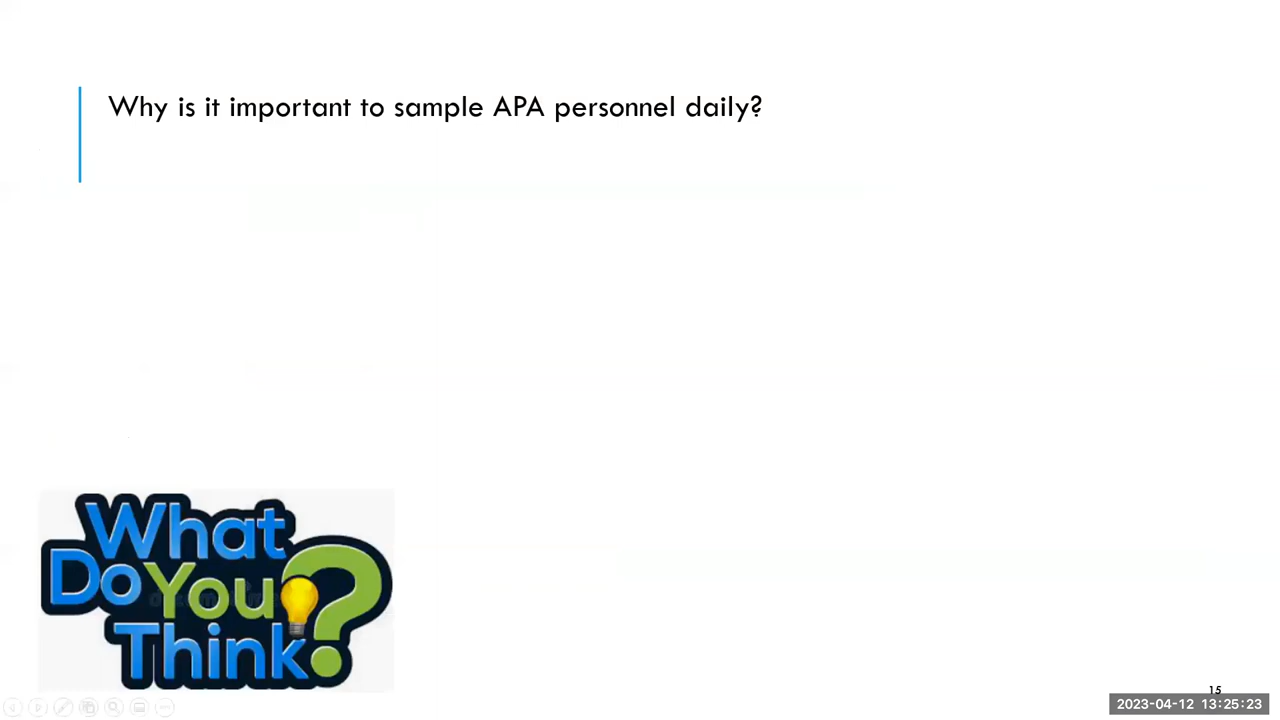 Why is it important to sample APA personnel daily?
What
Do You
Think?
15
2023-04-12 13:25:23